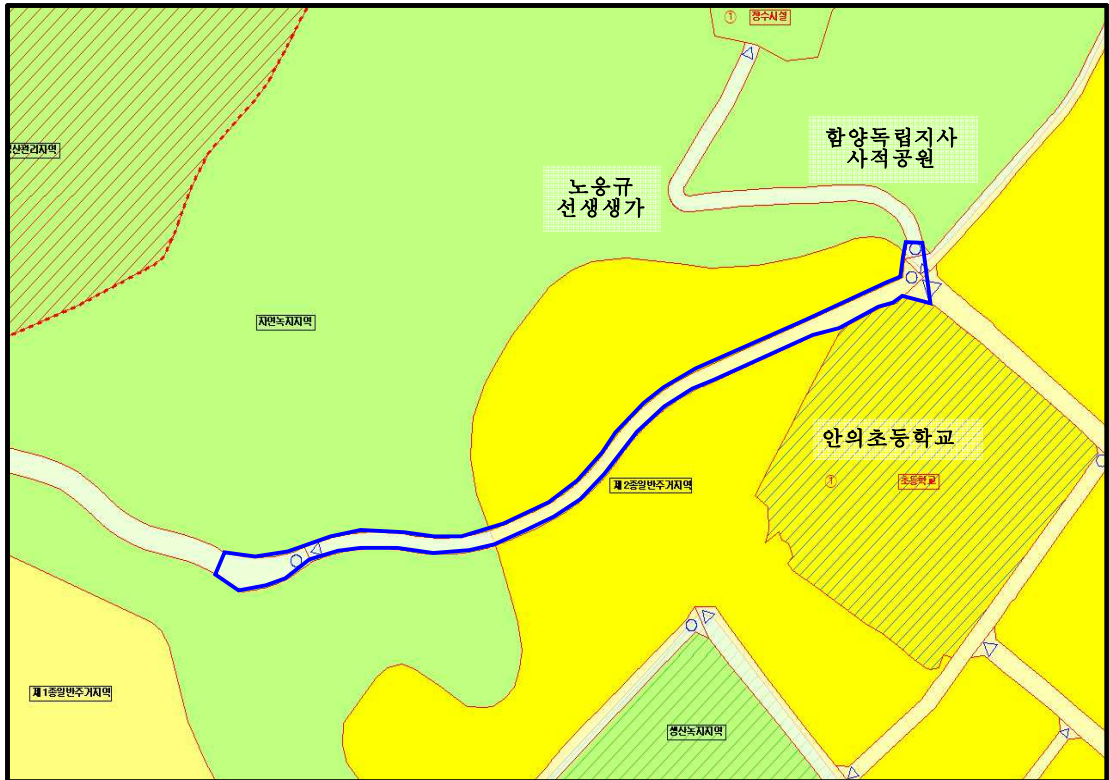 ① 정수시설
함양독립지사
사적공원
생산관리지역
노응규
선생생가
자연녹지지역
안의초등학교
① 초등학교
제2종일반주거지역
제1종일반주거지역
생산녹지지역